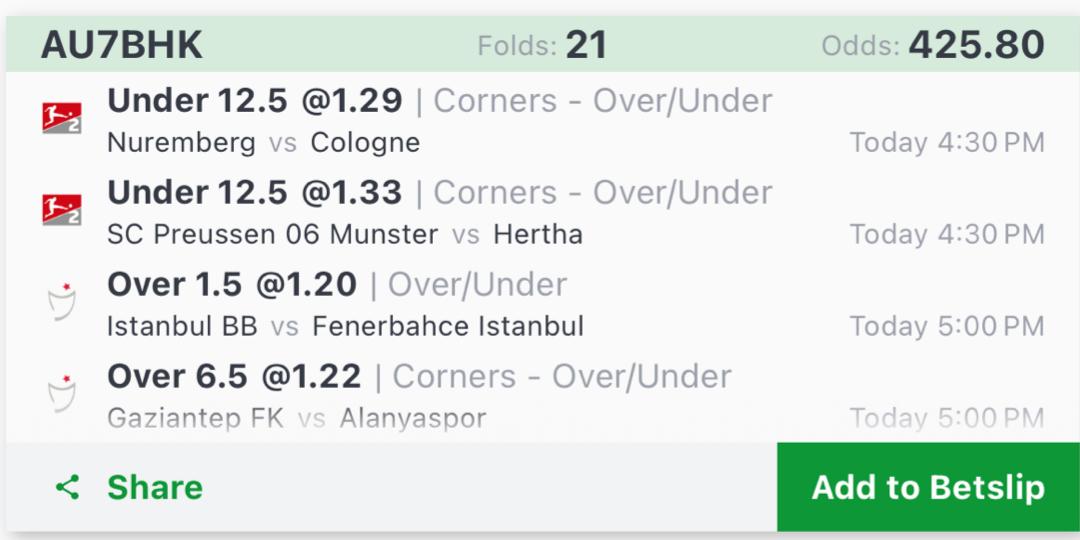 AU7BHK Folds: 21 Odds: 425.80
Under 12.5 @1.29 | Corners - Over/Under
Nuremberg vs Cologne Today 4:30 PM
2
Under 12.5 @1.33 | Corners - Over/Under
SC Preussen 06 Munster vs Hertha Today 4:30 PM
2
Over 1.5 @1.20 | Over/Under
Istanbul BB vs Fenerbahce Istanbul Today 5:00 PM
Over 6.5 @1.22 | Corners - Over/Under
Gaziantep FK vs Alanyaspor Today 5:00 PM
Share Add to Betslip